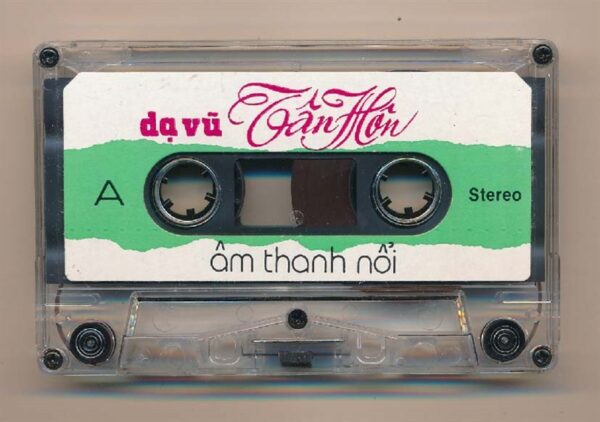 dạ vũ Tân Hôn
A
Stereo
âm thanh nổi